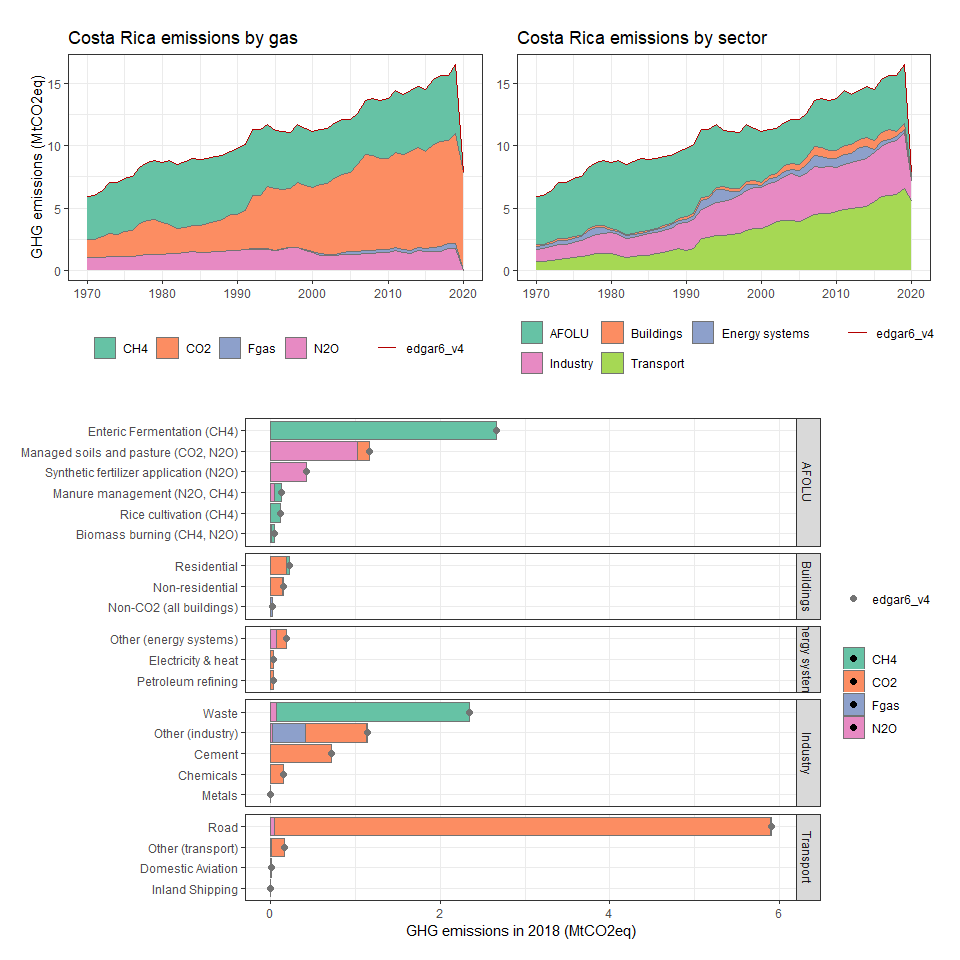 Costa Rica emissions by gas
GHG emissions (MtCO2eq)
15
10
5
0
1970
1980
1990
2000
2010
2020
CH4
CO2
Fgas
N2O
edgar6_v4
Costa Rica emissions by sector
15
10
5
0
1970
1980
1990
2000
2010
2020
AFOLU
Buildings
Energy systems
edgar6_v4
Industry
Transport
Enteric Fermentation (CH4)
Managed soils and pasture (CO2, N2O)
Synthetic fertilizer application (N2O)
Manure management (N2O, CH4)
Rice cultivation (CH4)
Biomass burning (CH4, N2O)
AFOLU
Residential
Non-residential
Non-CO2 (all buildings)
Buildings
Other (energy systems)
Electricity & heat
Petroleum refining
nergy system
Waste
Other (industry)
Cement
Chemicals
Metals
Industry
Road
Other (transport)
Domestic Aviation
Inland Shipping
Transport
0
2
4
6
GHG emissions in 2018 (MtCO2eq)
edgar6_v4
CH4
CO2
Fgas
N2O